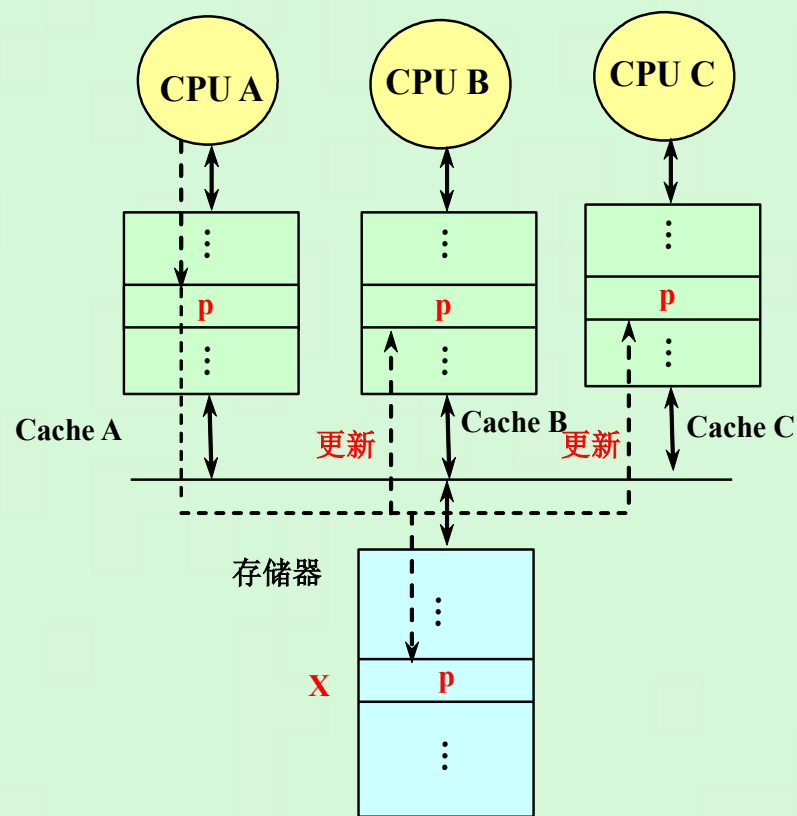 CPU A
CPU B
CPU C
⋮
⋮
⋮
p
p
p
⋮
⋮
⋮
Cache A
更新
Cache B
更新
Cache C
存储器
⋮
X
p
⋮